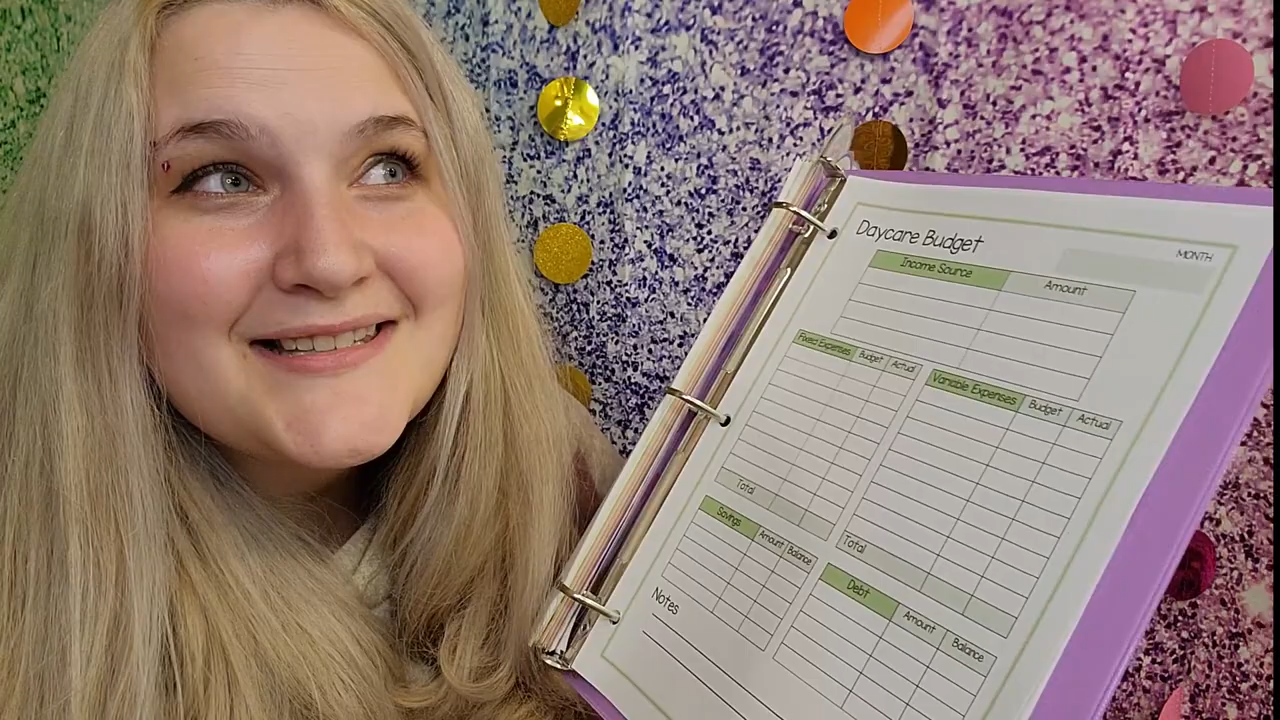 Daycare Budget
MONTH
Income Source Amount
Fixed Expenses Budget Actual
Variable Expenses Budget Actual
Total
Total
Savings Amount Balance
Debt Amount Balance
Notes